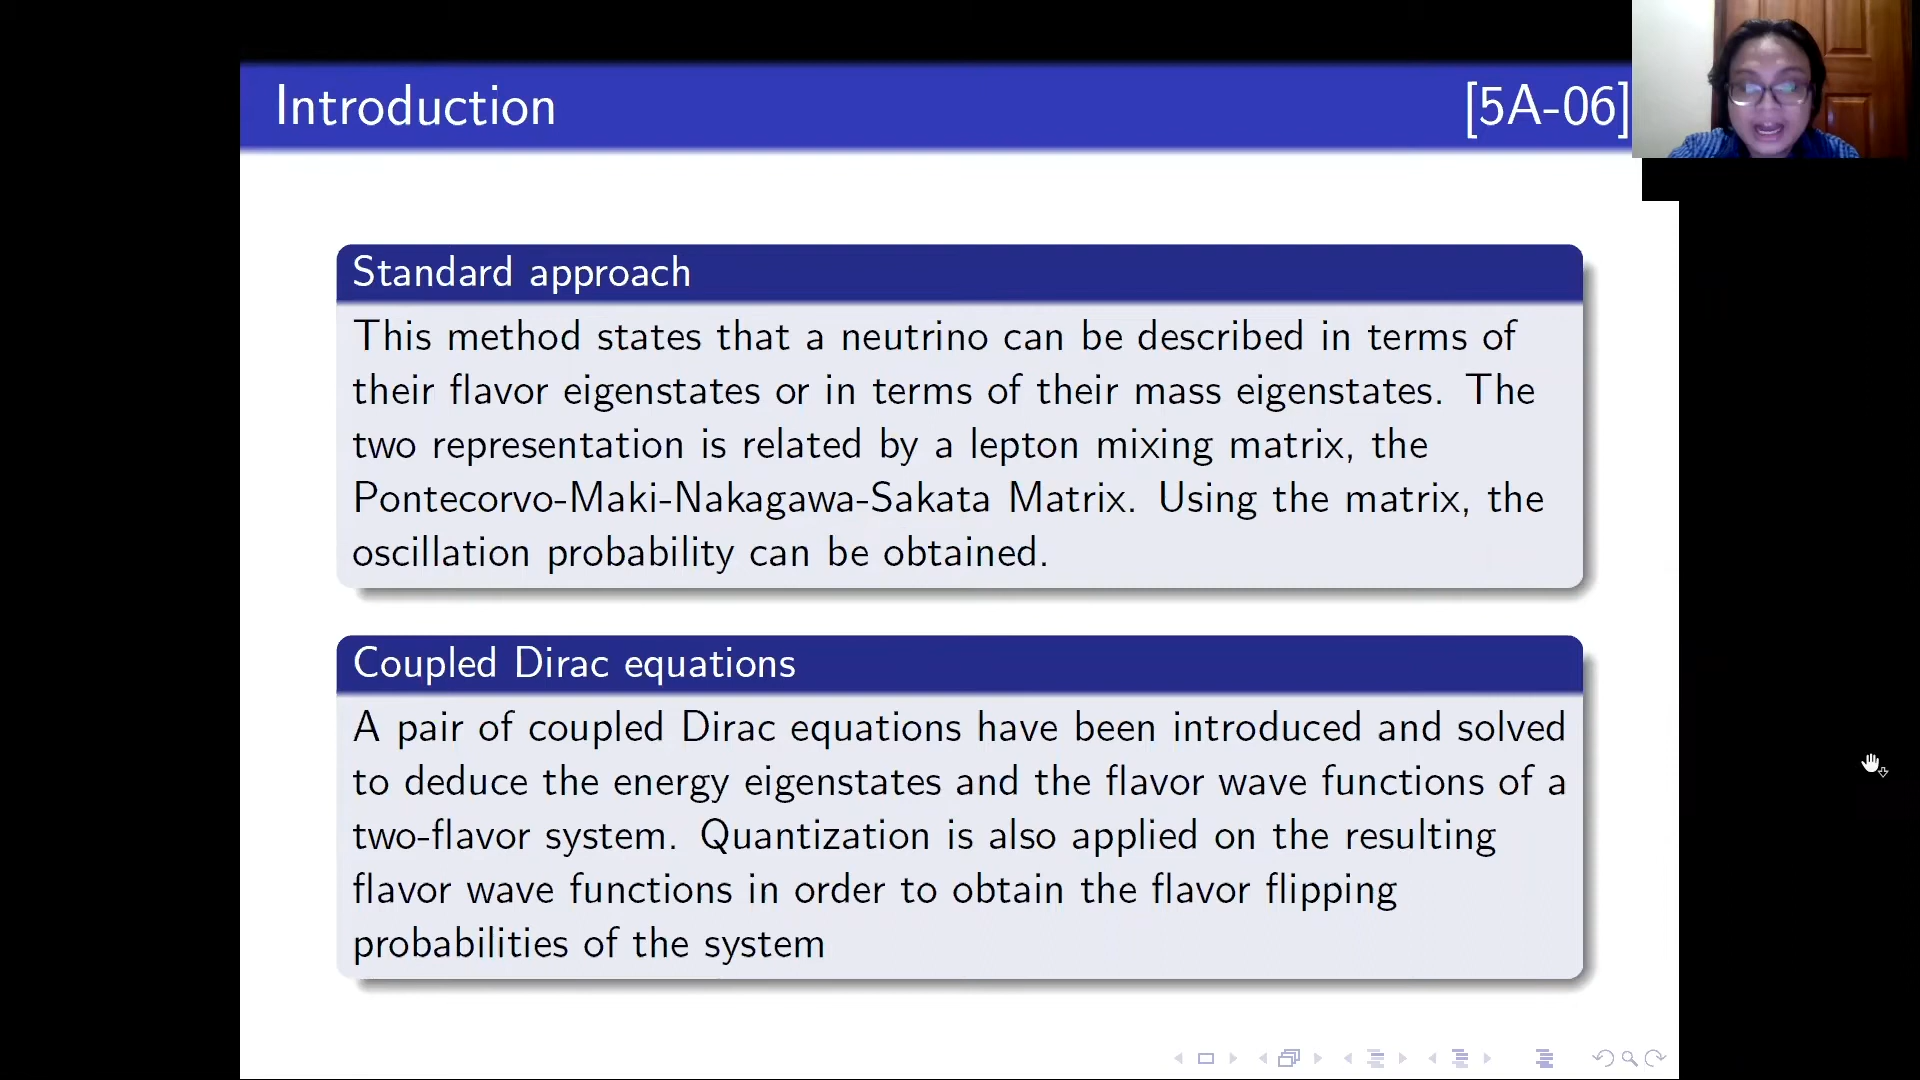 Introduction [5A-06]
Standard approach
This method states that a neutrino can be described in terms of
their flavor eigenstates or in terms of their mass eigenstates. The
two representation is related by a lepton mixing matrix, the
Pontecorvo-Maki-Nakagawa-Sakata Matrix. Using the matrix, the
oscillation probability can be obtained.
Coupled Dirac equations
A pair of coupled Dirac equations have been introduced and solved
to deduce the energy eigenstates and the flavor wave functions of a
two-flavor system. Quantization is also applied on the resulting
flavor wave functions in order to obtain the flavor flipping
probabilities of the system